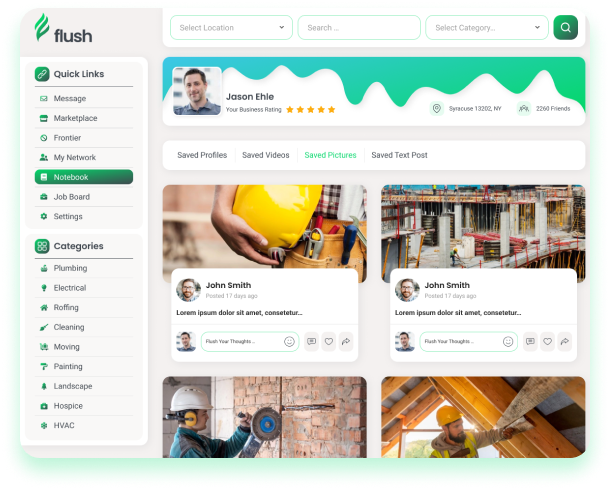 flush
Select Location
Search ...
Select Category...
Quick Links
Message
Marketplace
Frontier
My Network
Notebook
Job Board
Settings
Categories
Plumbing
Electrical
Roffing
Cleaning
Moving
Painting
Landscape
Hospice
HVAC
Jason Ehle
Your Business Rating
Syracuse 13202, NY
2260 Friends
Saved Profiles
Saved Videos
Saved Pictures
Saved Text Post
John Smith
Posted 17 days ago
Lorem ipsum dolor sit amet, consetetur...
Flush Your Thoughts...
John Smith
Posted 17 days ago
Lorem ipsum dolor sit amet, consetetur...
Flush Your Thoughts...